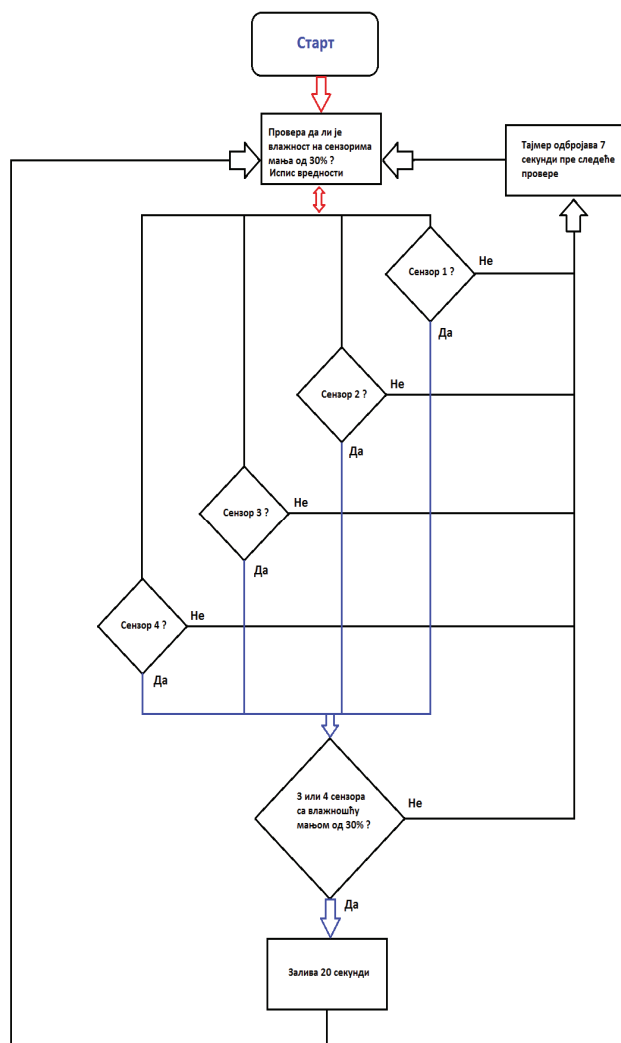 Старт
Провера да ли је
влажност на сензорима
мања од 30% ?
Испис вредности
Тајмер одбројава 7
секунди пре следеће
провере
Сензор 1 ?
Не
Да
Сензор 2 ?
Не
Да
Сензор 3 ?
Не
Да
Сензор 4 ?
Не
Да
3 или 4 сензора
са влажношћу
мањом од 30% ?
Не
Да
Залива 20 секунди